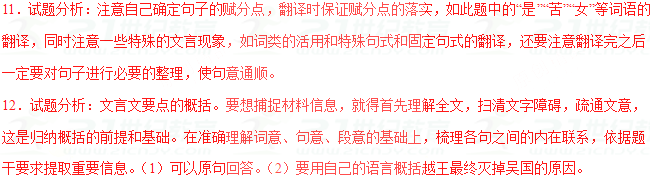 11．试题分析：注意自己确定句子的赋分点，翻译时保证赋分点的落实，如此题中的“是”“苦”“女”等词语的
翻译，同时注意一些特殊的文言现象，如词类的活用和特殊句式和固定句式的翻译，还要注意翻译完之后
一定要对句子进行必要的整理，使句意通顺。
12．试题分析：文言文要点的概括。要想捕捉材料信息，就得首先理解全文，扫清文字障碍，疏通文意，
这是归纳概括的前提和基础。在准确理解词意、句意、段意的基础上，梳理各句之间的内在联系，依据题
干要求提取重要信息。（1）可以原句回答。（2）要用自己的语言概括越王最终灭掉吴国的原因。